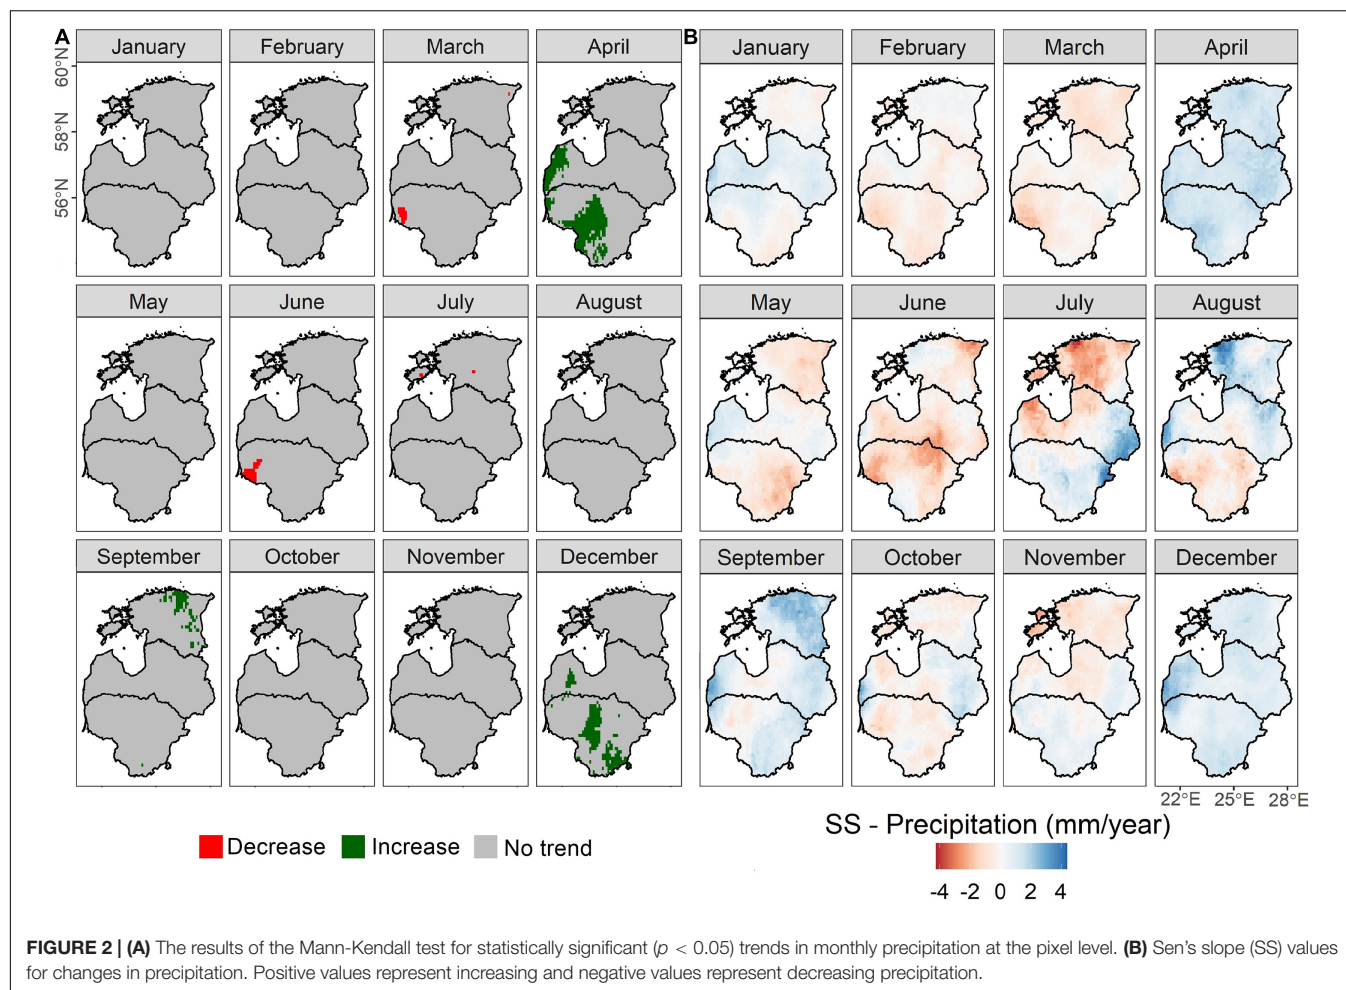 A
January February March April
60°N
58°N
56°N
May June July August
September October November December
Decrease Increase No trend
B
January February March April
May June July August
September October November December
22°E 25°E 28°E
SS - Precipitation (mm/year)
-4 -2 0 2 4
FIGURE 2 | (A) The results of the Mann-Kendall test for statistically significant (p < 0.05) trends in monthly precipitation at the pixel level. (B) Sen’s slope (SS) values
for changes in precipitation. Positive values represent increasing and negative values represent decreasing precipitation.